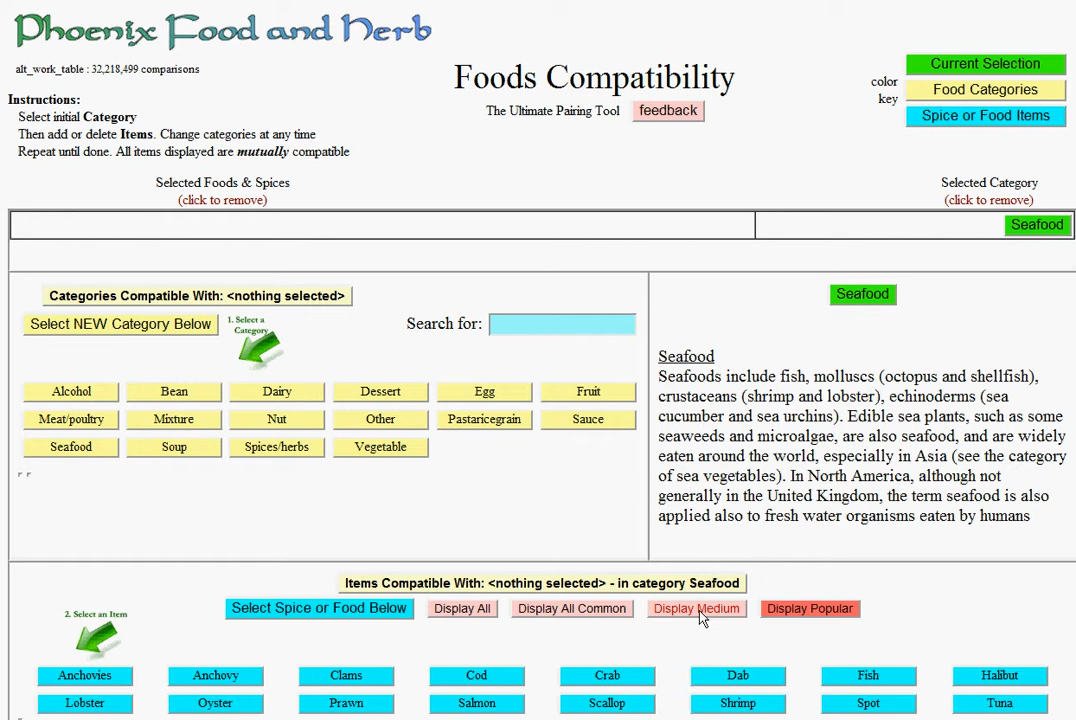 Phoenix Food and Herb
alt_work_table : 32,218,499 comparisons
Foods Compatibility
The Ultimate Pairing Tool feedback
color key
Current Selection
Food Categories
Spice or Food Items
Instructions:
Select initial Category
Then add or delete Items. Change categories at any time
Repeat until done. All items displayed are mutually compatible
Selected Foods & Spices
(click to remove)
Selected Category
(click to remove)
Seafood
Categories Compatible With: <nothing selected>
Select NEW Category Below
1. Select a
Category
Search for:
Alcohol Bean Dairy Dessert Egg Fruit
Meat/poultry Mixture Nut Other Pastaricegrain Sauce
Seafood Soup Spices/herbs Vegetable
Seafood
Seafood
Seafoods include fish, molluscs (octopus and shellfish),
crustaceans (shrimp and lobster), echinoderms (sea
cucumber and sea urchins). Edible sea plants, such as some
seaweeds and microalgae, are also seafood, and are widely
eaten around the world, especially in Asia (see the category
of sea vegetables). In North America, although not
generally in the United Kingdom, the term seafood is also
applied also to fresh water organisms eaten by humans
Items Compatible With: <nothing selected> - in category Seafood
2. Select an Item
Select Spice or Food Below Display All Display All Common Display Medium Display Popular
Anchovies Anchovy Clams Cod Crab Dab Fish Halibut
Lobster Oyster Prawn Salmon Scallop Shrimp Spot Tuna